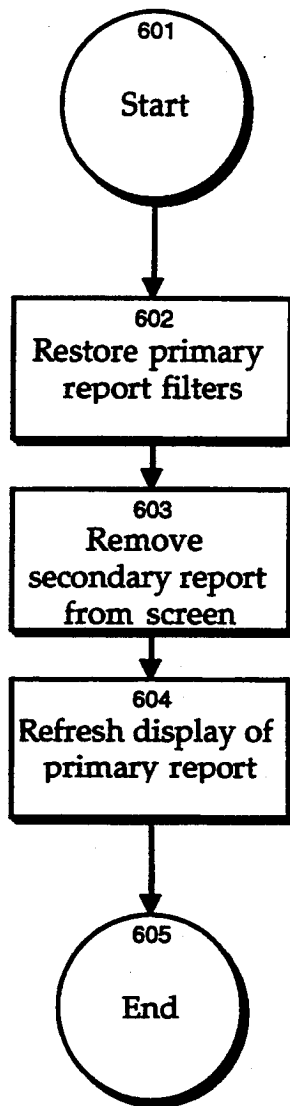 601
Start
602
Restore primary
report filters
603
Remove
secondary report
from screen
604
Refresh display of
primary report
605
End